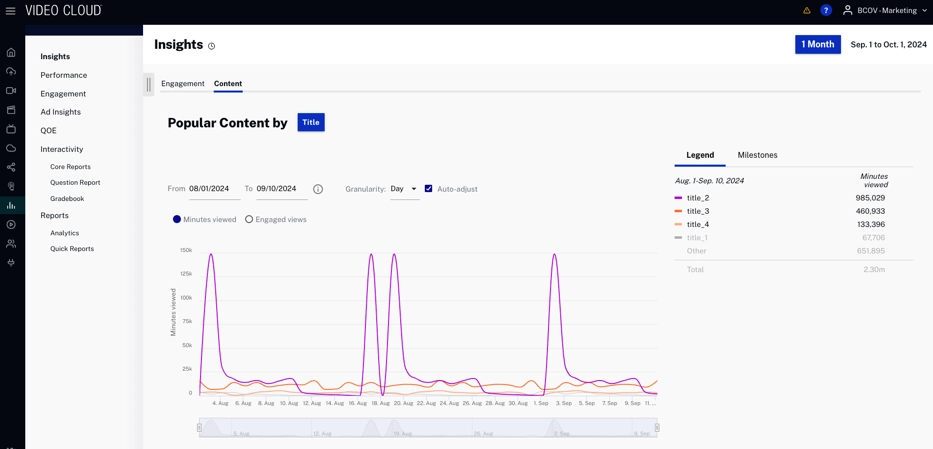 VIDEO CLOUD
? BCOV - Marketing
Insights
1 Month Sep. 1 to Oct. 1, 2024
Insights
Performance
Engagement
Ad Insights
QOE
Interactivity
Core Reports
Question Report
Gradebook
Reports
Analytics
Quick Reports
Engagement Content
Popular Content by Title
From 08/01/2024 To 09/10/2024 Granularity: Day Auto-adjust
Minutes viewed Engaged views
150k
125k
100k
75k
50k
25k
0
Minutes viewed
4. Aug 6. Aug 8. Aug 10. Aug 12. Aug 14. Aug 16. Aug 18. Aug 20. Aug 22. Aug 24. Aug 26. Aug 28. Aug 30. Aug 1. Sep 3. Sep 5. Sep 7. Sep 9. Sep 11. ...
5. Aug 12. Aug 19. Aug 26. Aug 2. Sep 9. Sep
Legend Milestones
Aug. 1-Sep. 10, 2024 Minutes viewed
title_2 985,029
title_3 460,933
title_4 133,396
title_1 67,706
Other 651,895
Total 2.30m